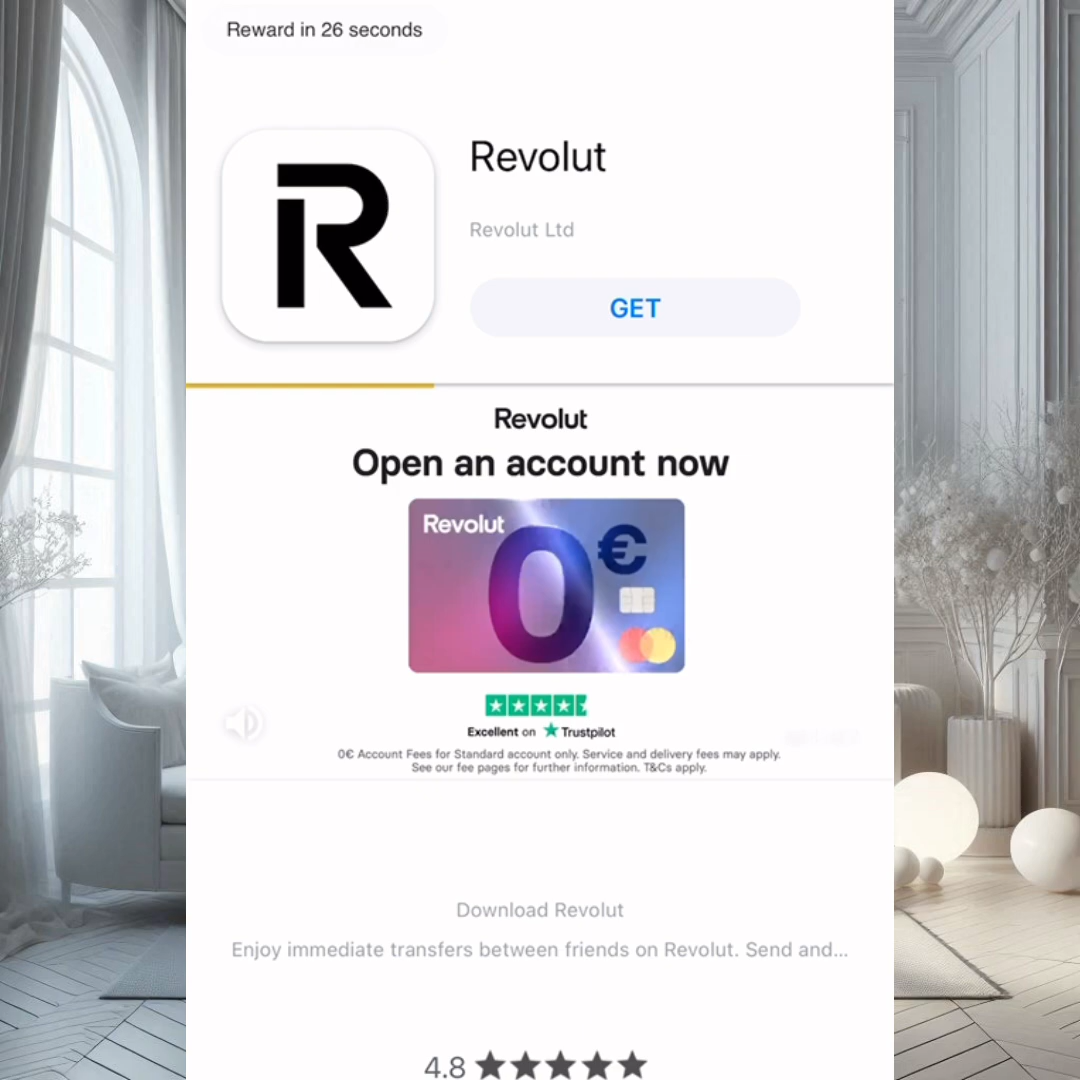 Reward in 26 seconds
Revolut
Revolut Ltd
GET
Revolut
Open an account now
Revolut
0€
Excellent on Trustpilot
0€ Account Fees for Standard account only. Service and delivery fees may apply.
See our fee pages for further information. T&Cs apply.
Download Revolut
Enjoy immediate transfers between friends on Revolut. Send and...
4.8